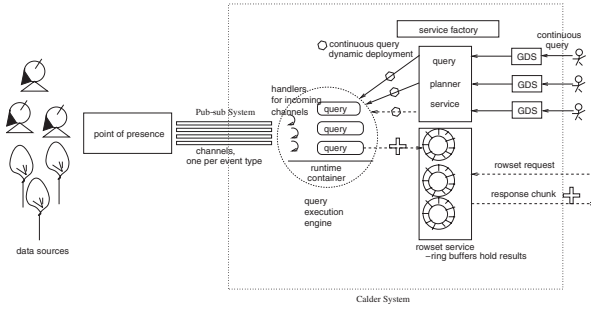 service factory
continuous
query
continuous query
dynamic deployment
query
planner
service
GDS
GDS
GDS
handlers
for incoming
channels
query
query
query
Pub-sub System
point of presence
channels,
one per event type
runtime
container
query
execution
engine
rowset request
response chunk
rowset service
–ring buffers hold results
data sources
Calder System